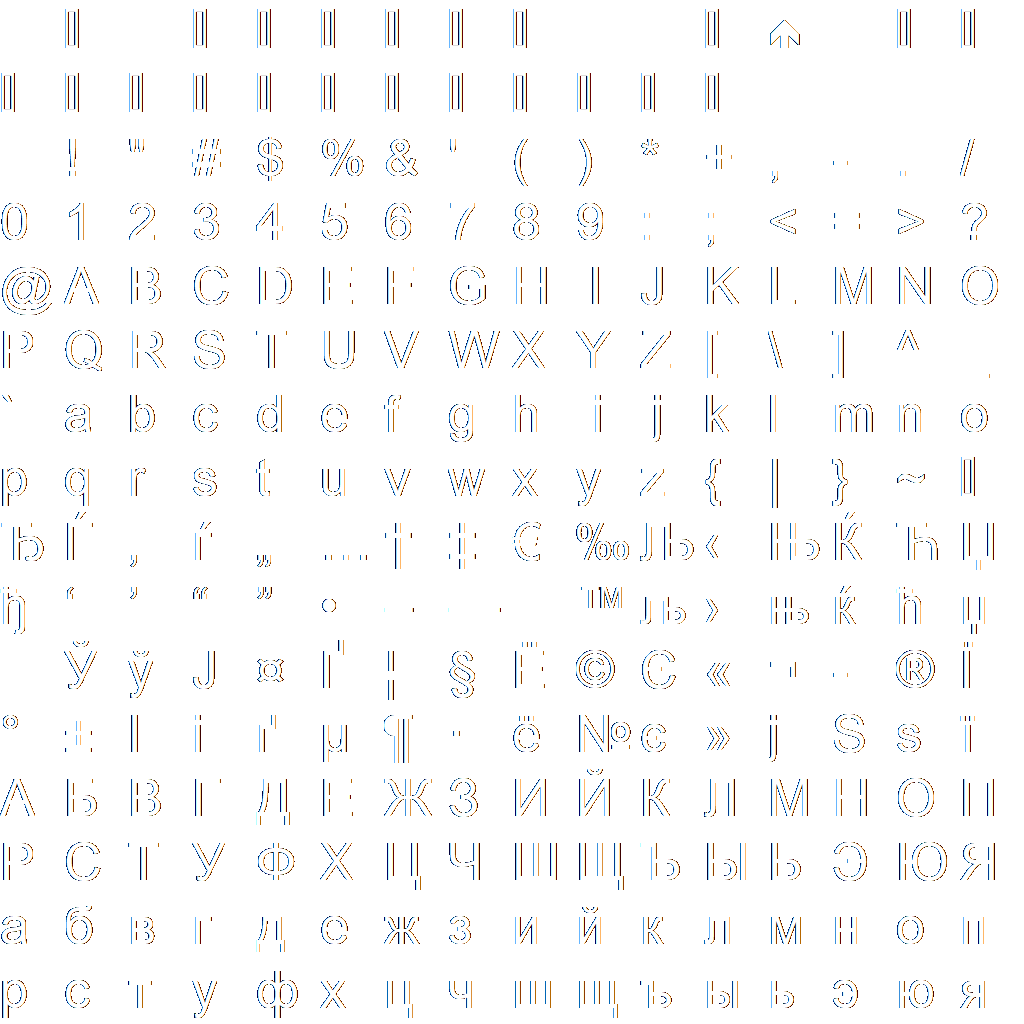 ! " # $ % & ' ( ) * + , - . /
0 1 2 3 4 5 6 7 8 9 : ; < = > ?
@ A B C D E F G H I J K L M N O
P Q R S T U V W X Y Z [ \ ] ^ _
` a b c d e f g h i j k l m n o
p q r s t u v w x y z { | } ~
Ђ Ѓ ‚ ѓ „ … † ‡ € ‰ Љ ‹ Њ Ќ Ћ Џ
ђ ‘ ’ “ ” • – — ™ љ › њ ќ ћ џ
Ў ў Ј ¤ Ґ ¦ § Ё © Є « ¬ - ® Ї
° ± І і ґ µ ¶ · ё № є » ј Ѕ ѕ ї
А Б В Г Д Е Ж З И Й К Л М Н О П
Р С Т У Ф Х Ц Ч Ш Щ Ъ Ы Ь Э Ю Я
а б в г д е ж з и й к л м н о п
р с т у ф х ц ч ш щ ъ ы ь э ю я